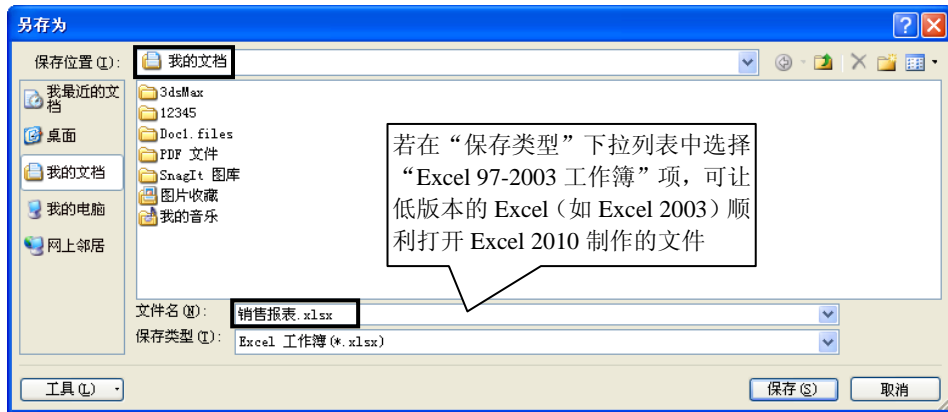 另存为
保存位置(I):
我的文档
我最近的文
档
桌面
我的文档
我的电脑
网上邻居
3dsMax
12345
Doc1.files
PDF 文件
SnagIt 图库
图片收藏
我的音乐
若在“保存类型”下拉列表中选择
“Excel 97-2003 工作簿”项，可让
低版本的 Excel（如 Excel 2003）顺
利打开 Excel 2010 制作的文件
文件名(N):
销售报表.xlsx
保存类型(T):
Excel 工作簿(*.xlsx)
工具(L)
保存(S)
取消